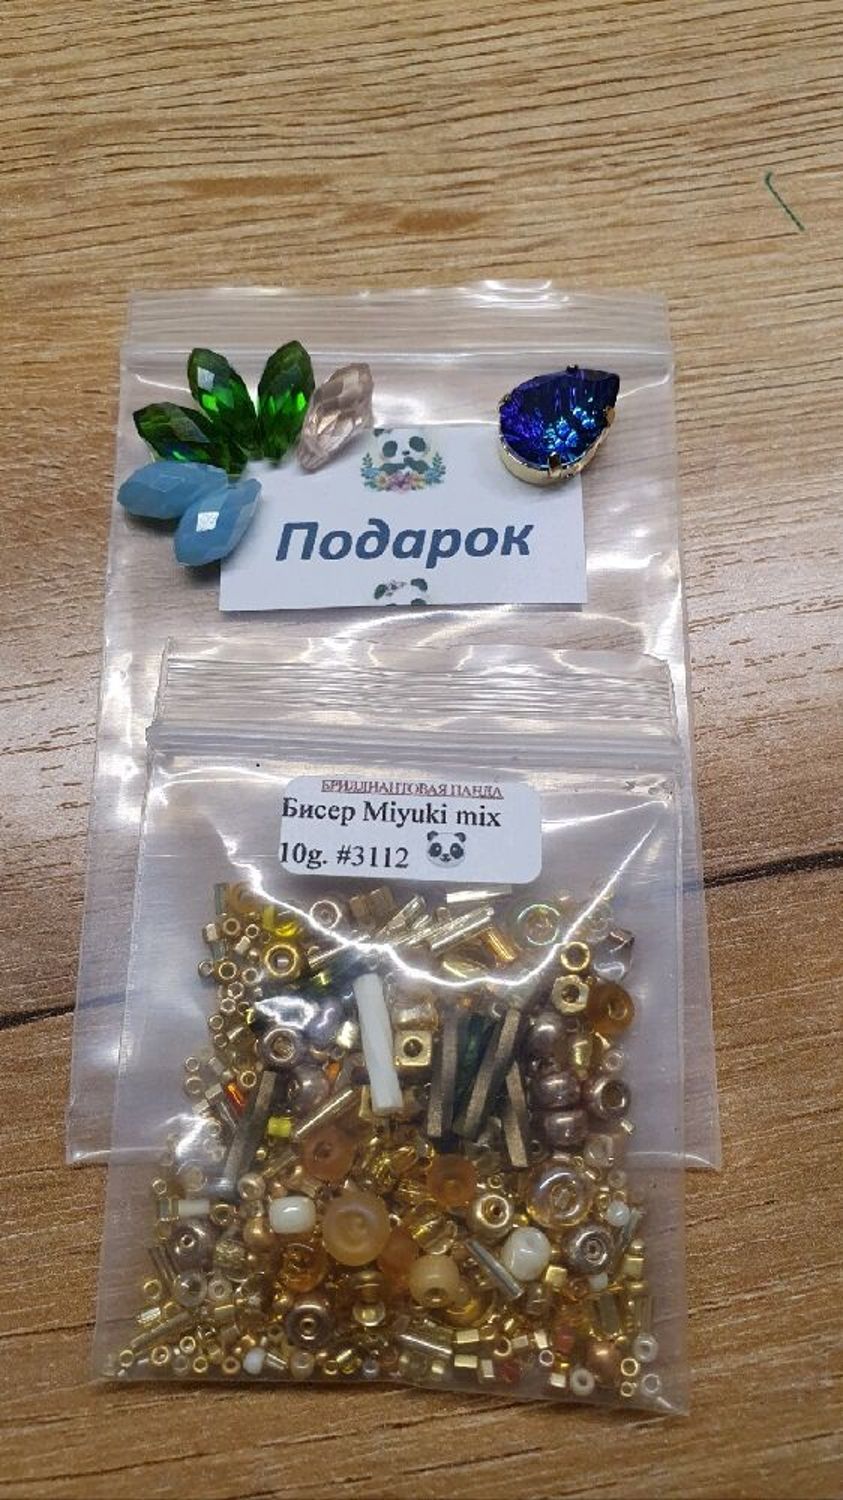 Подарок
БРИЛЛИАНТОВАЯ ПАНДА
Бисер Miyuki mix
10g. #3112